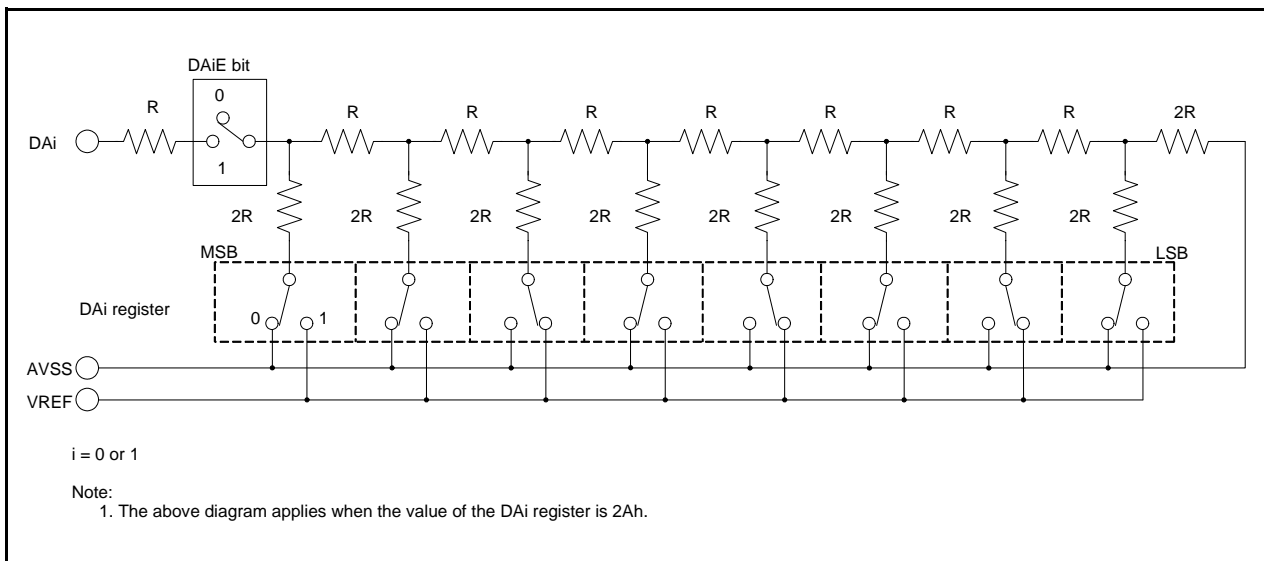 DAiE bit
0
R
R R R R R R R 2R
DAi
1
2R 2R 2R 2R 2R 2R 2R 2R
MSB
LSB
DAi register
0 1
AVSS
VREF
i = 0 or 1
Note:
1. The above diagram applies when the value of the DAi register is 2Ah.